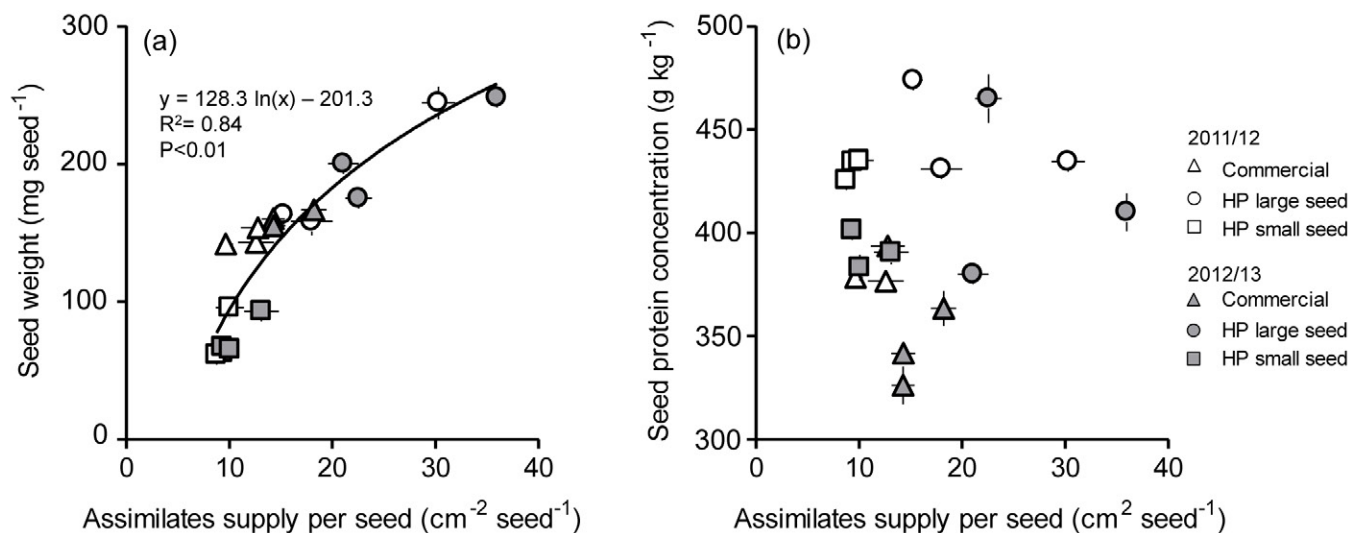 (a)
y = 128.3 ln(x) – 201.3
R²= 0.84
P<0.01
Seed weight (mg seed⁻¹)
300
200
100
0
0 10 20 30 40
Assimilates supply per seed (cm⁻² seed⁻¹)
(b)
Seed protein concentration (g kg⁻¹)
500
450
400
350
300
0 10 20 30 40
Assimilates supply per seed (cm² seed⁻¹)
2011/12
Commercial
HP large seed
HP small seed
2012/13
Commercial
HP large seed
HP small seed